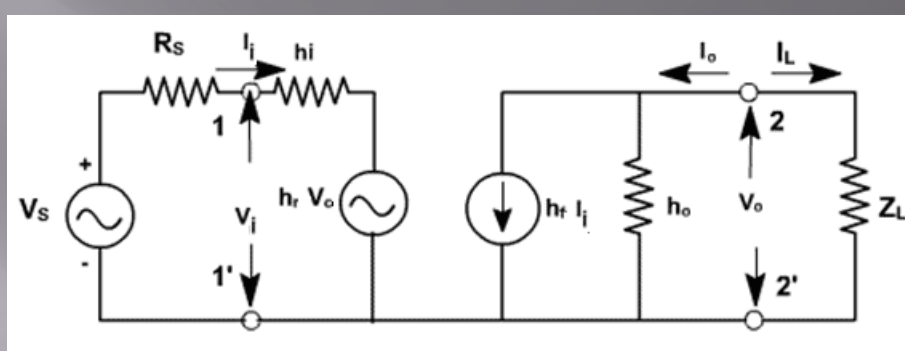 Rs Ii hi Io IL
1 2
+
Vs Vi hr Vo hf Ii ho Vo ZL
-
1' 2'